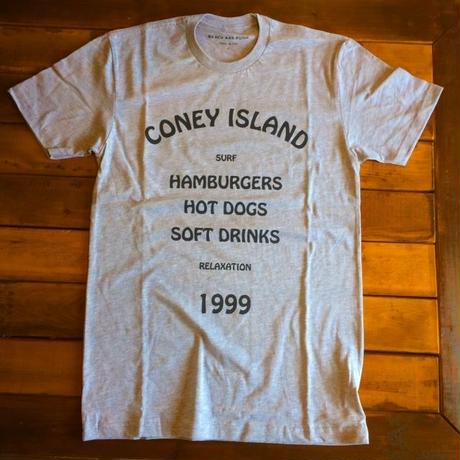 CONEY ISLAND
SURF
HAMBURGERS
HOT DOGS
SOFT DRINKS
RELAXATION
1999